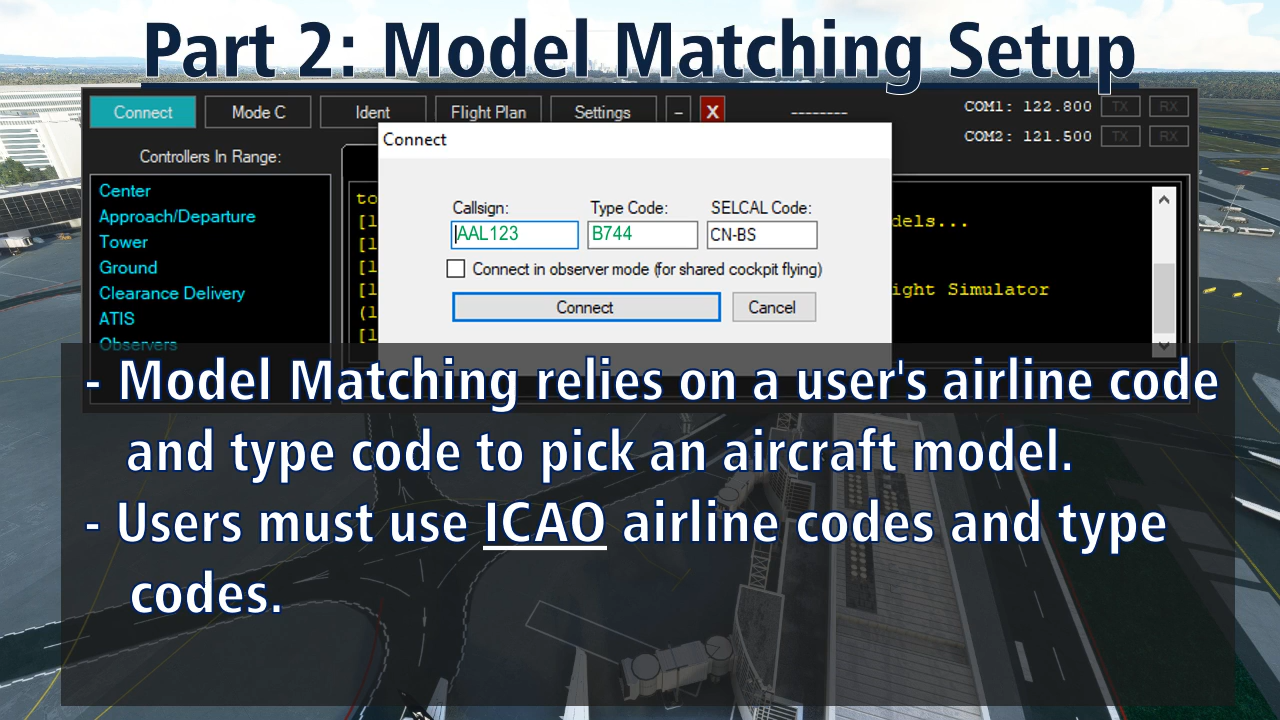 Part 2: Model Matching Setup
Connect Mode C Ident Flight Plan Settings – X -------- COM1: 122.800 TX RX
COM2: 121.500 TX RX
Controllers In Range:
Center
Approach/Departure
Tower
Ground
Clearance Delivery
ATIS
Observers
Connect
Callsign: Type Code: SELCAL Code:
AAL123 B744 CN-BS
Connect in observer mode (for shared cockpit flying)
Connect Cancel
- Model Matching relies on a user's airline code
and type code to pick an aircraft model.
- Users must use ICAO airline codes and type
codes.